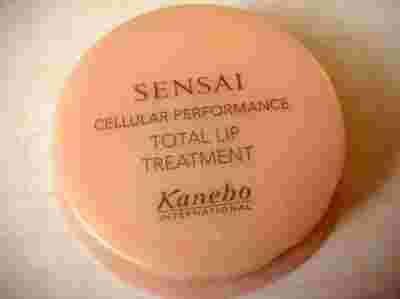 SENSAI
CELLULAR PERFORMANCE
TOTAL LIP
TREATMENT
Kanebo
INTERNATIONAL